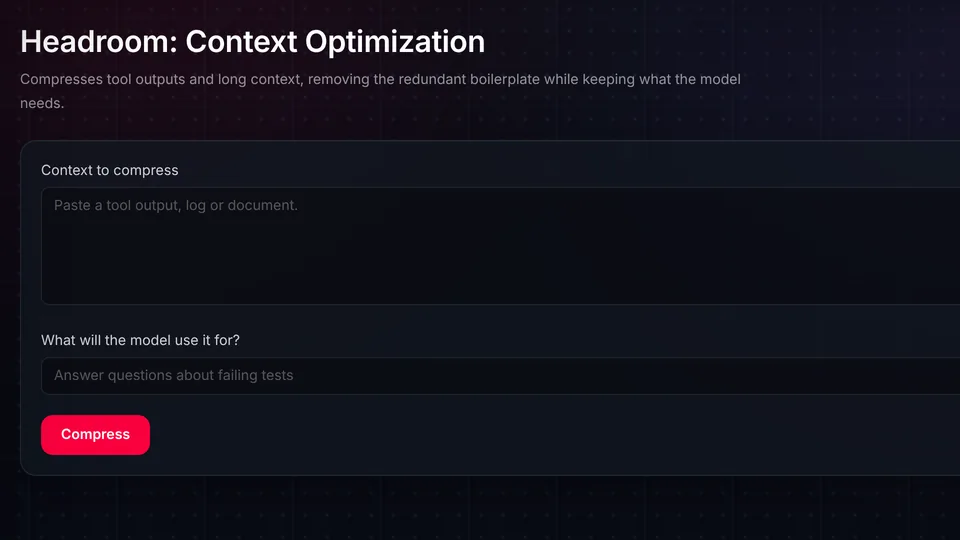 Headroom: Context Optimization
Compresses tool outputs and long context, removing the redundant boilerplate while keeping what the model
needs.
Context to compress
Paste a tool output, log or document.
What will the model use it for?
Answer questions about failing tests
Compress